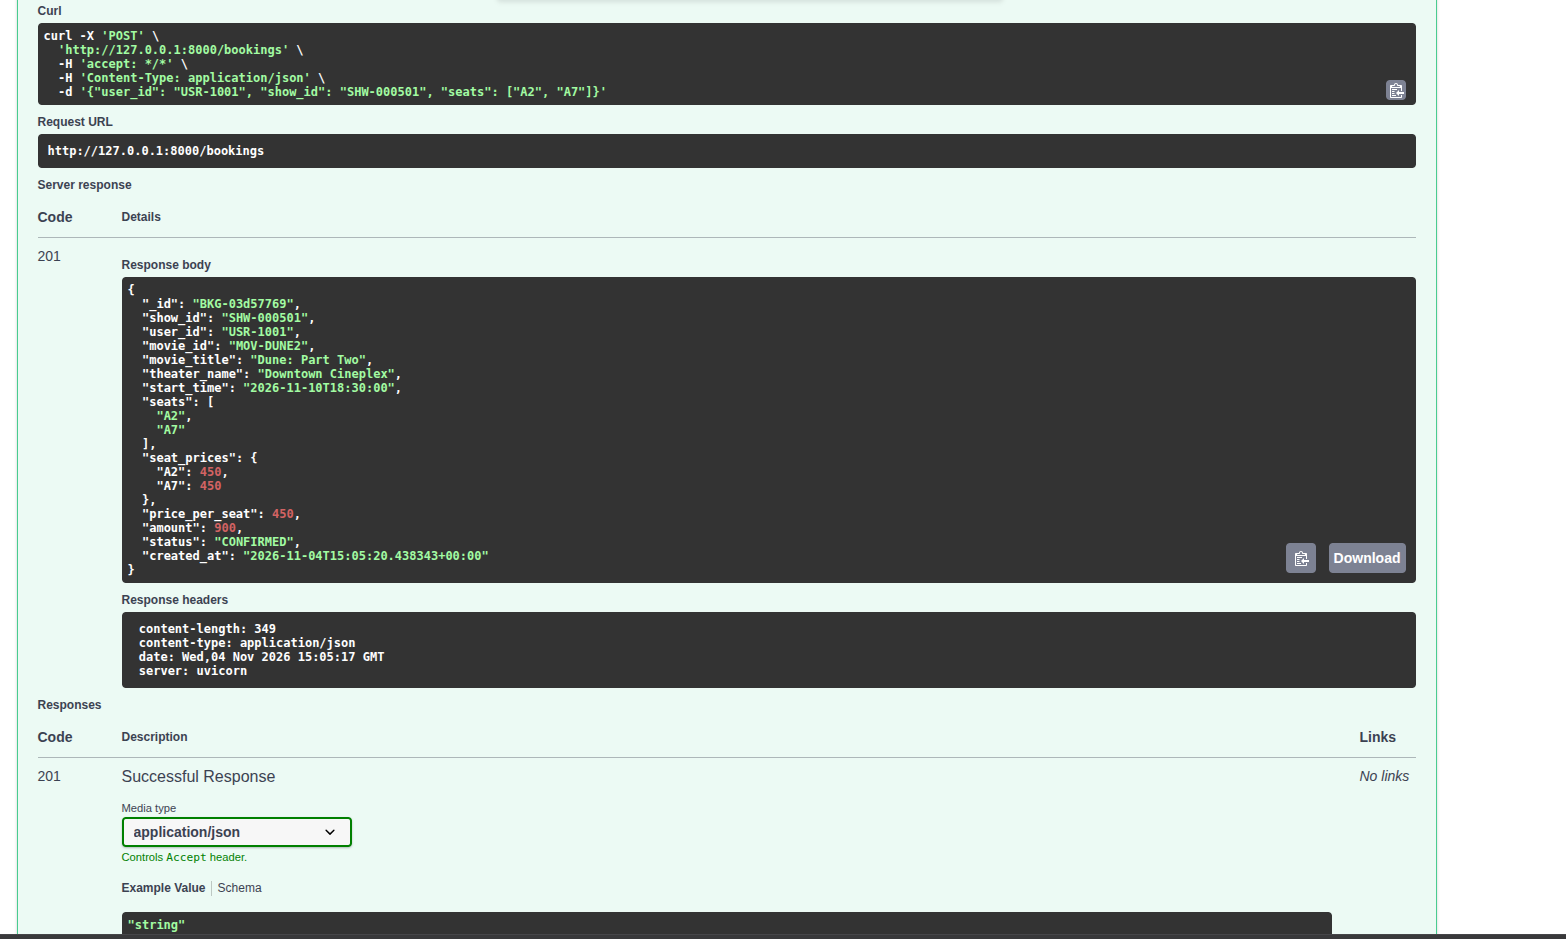 Curl
curl -X 'POST' \
  'http://127.0.0.1:8000/bookings' \
  -H 'accept: */*' \
  -H 'Content-Type: application/json' \
  -d '{"user_id": "USR-1001", "show_id": "SHW-000501", "seats": ["A2", "A7"]}'
Request URL
http://127.0.0.1:8000/bookings
Server response
Code Details
201
Response body
{
  "_id": "BKG-03d57769",
  "show_id": "SHW-000501",
  "user_id": "USR-1001",
  "movie_id": "MOV-DUNE2",
  "movie_title": "Dune: Part Two",
  "theater_name": "Downtown Cineplex",
  "start_time": "2026-11-10T18:30:00",
  "seats": [
    "A2",
    "A7"
  ],
  "seat_prices": {
    "A2": 450,
    "A7": 450
  },
  "price_per_seat": 450,
  "amount": 900,
  "status": "CONFIRMED",
  "created_at": "2026-11-04T15:05:20.438343+00:00"
}
Download
Response headers
content-length: 349
content-type: application/json
date: Wed,04 Nov 2026 15:05:17 GMT
server: uvicorn
Responses
Code Description Links
201 Successful Response No links
Media type
application/json
Controls Accept header.
Example Value Schema
"string"